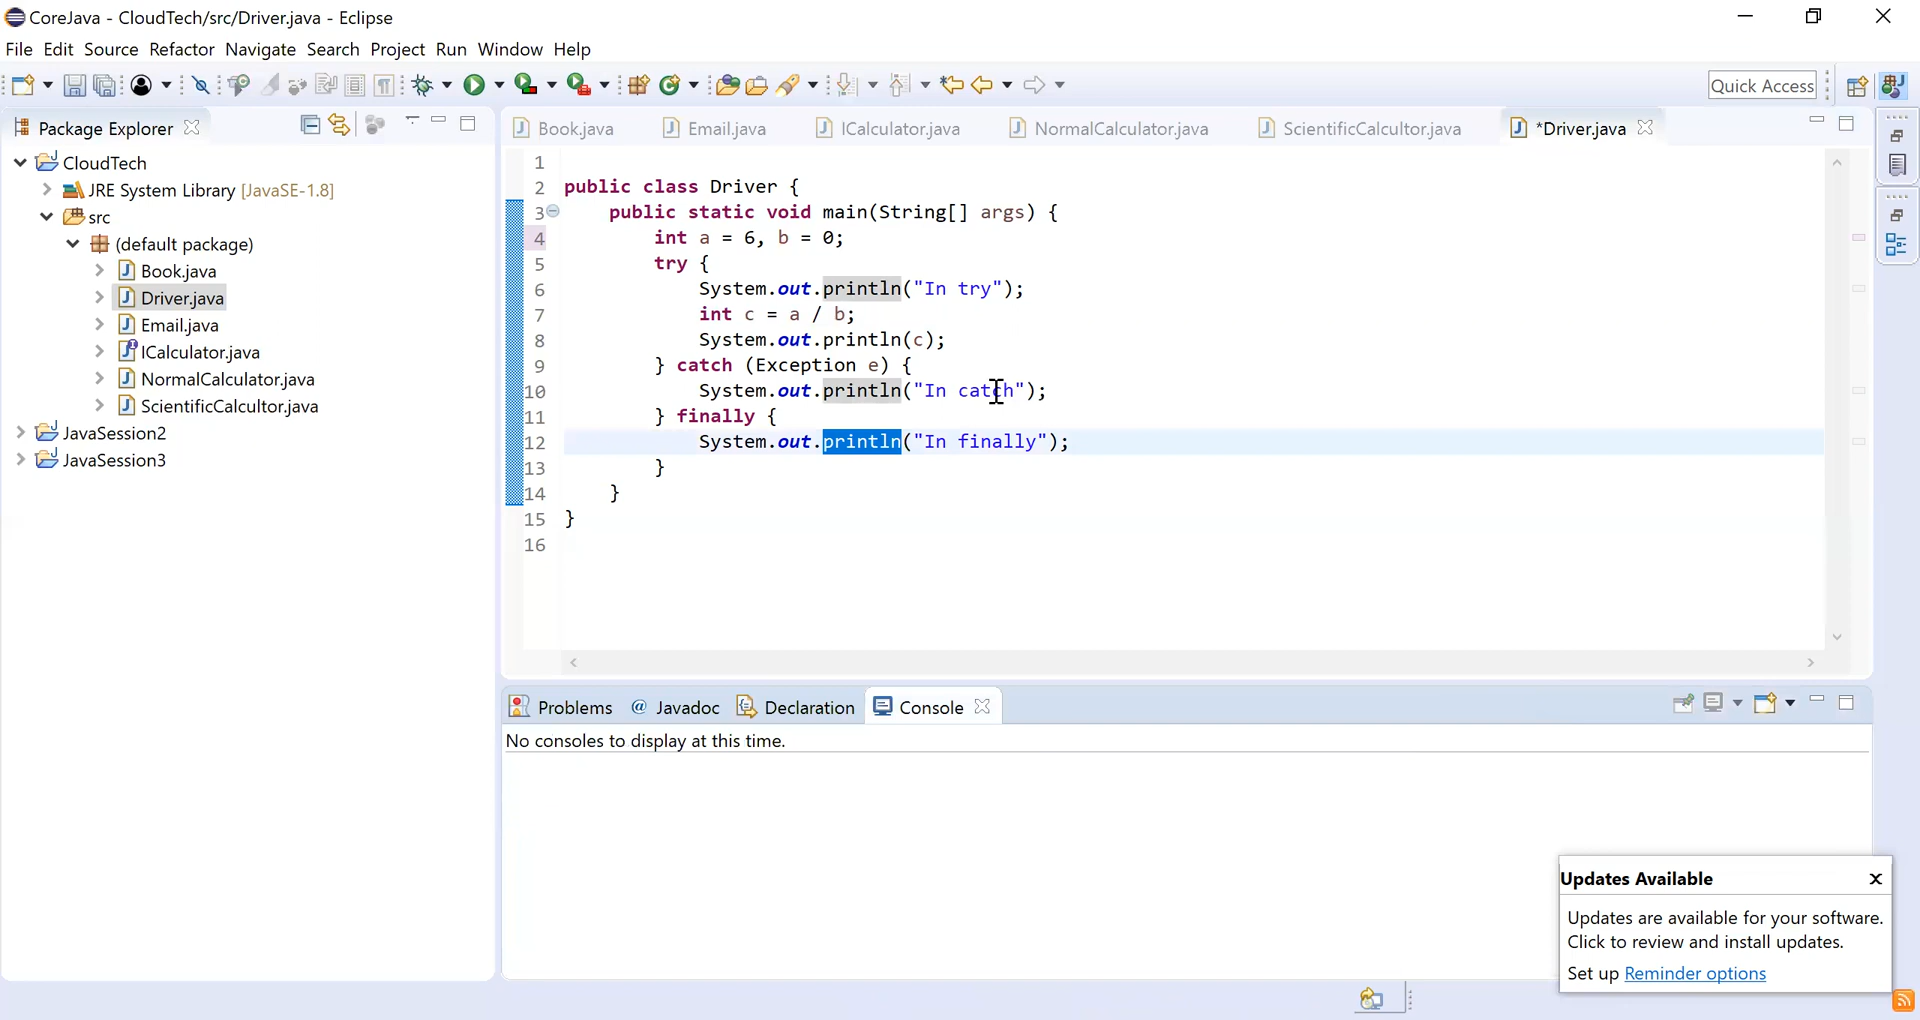 CoreJava - CloudTech/src/Driver.java - Eclipse
File Edit Source Refactor Navigate Search Project Run Window Help
Quick Access
Package Explorer
CloudTech
JRE System Library [JavaSE-1.8]
src
(default package)
Book.java
Driver.java
Email.java
ICalculator.java
NormalCalculator.java
ScientificCalcultor.java
JavaSession2
JavaSession3
Book.java Email.java ICalculator.java NormalCalculator.java ScientificCalcultor.java *Driver.java
1
2 public class Driver {
3 public static void main(String[] args) {
4 int a = 6, b = 0;
5 try {
6 System.out.println("In try");
7 int c = a / b;
8 System.out.println(c);
9 } catch (Exception e) {
10 System.out.println("In catch");
11 } finally {
12 System.out.println("In finally");
13 }
14 }
15 }
16
Problems @ Javadoc Declaration Console
No consoles to display at this time.
Updates Available
Updates are available for your software.
Click to review and install updates.
Set up Reminder options